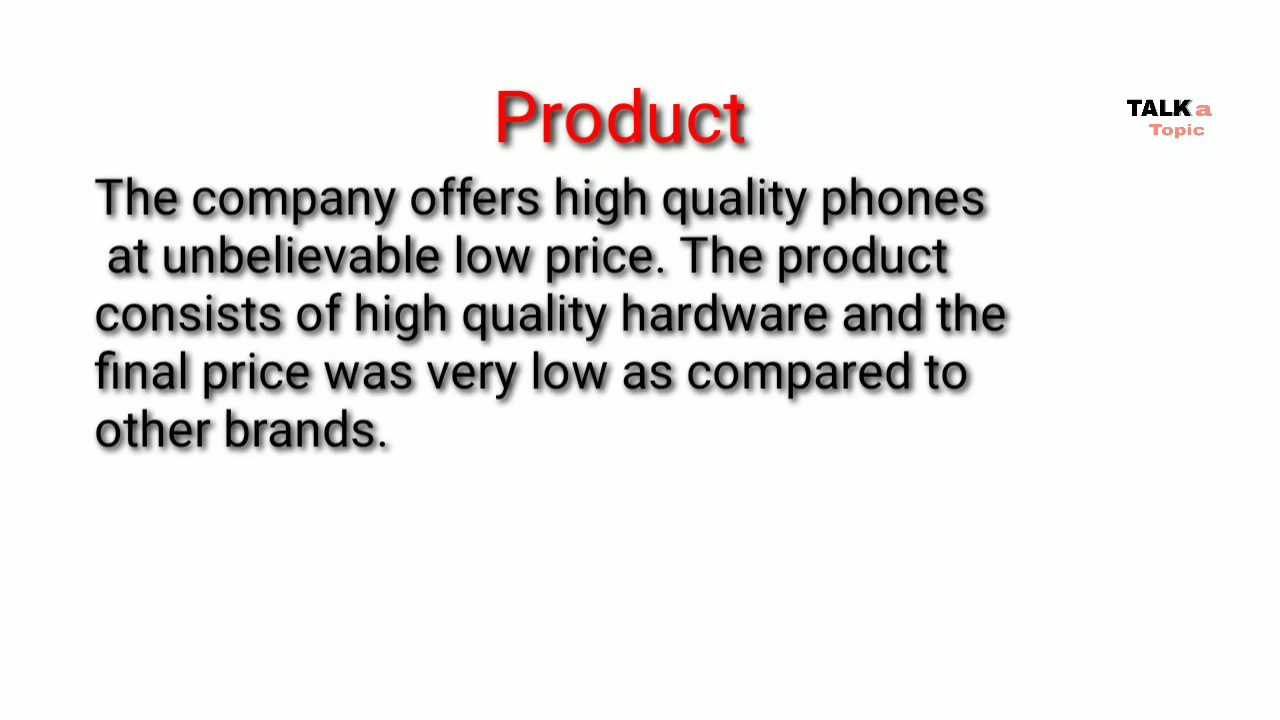 Product
TALK a
Topic
The company offers high quality phones
at unbelievable low price. The product
consists of high quality hardware and the
final price was very low as compared to
other brands.